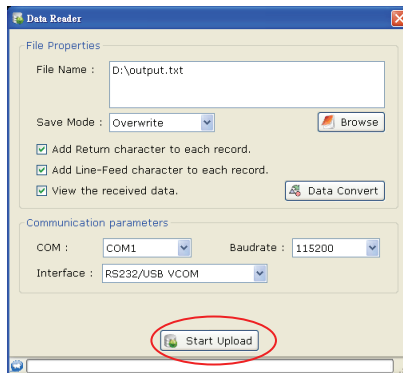 Data Reader
File Properties
File Name :
D:\output.txt
Save Mode : Overwrite Browse
Add Return character to each record.
Add Line-Feed character to each record.
View the received data. Data Convert
Communication parameters
COM : COM1 Baudrate : 115200
Interface : RS232/USB VCOM
Start Upload